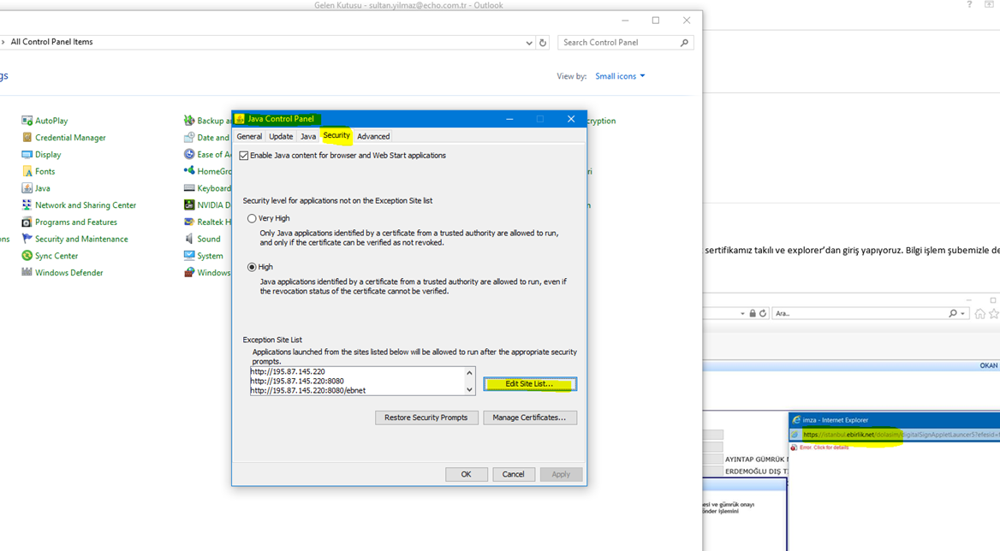 Gelen Kutusu - sultan.yilmaz@echo.com.tr - Outlook
?
All Control Panel Items
Search Control Panel
gs
View by: Small icons
AutoPlay
Credential Manager
Display
Fonts
Java
Network and Sharing Center
Programs and Features
ons
Security and Maintenance
Sync Center
Windows Defender
Backup a
Date and
Ease of A
HomeGro
Keyboard
NVIDIA D
Realtek H
Sound
System
Windows
cryption
ri
n
Java Control Panel
General Update Java Security Advanced
Enable Java content for browser and Web Start applications
Security level for applications not on the Exception Site list
Very High
Only Java applications identified by a certificate from a trusted authority are allowed to run,
and only if the certificate can be verified as not revoked.
High
Java applications identified by a certificate from a trusted authority are allowed to run, even if
the revocation status of the certificate cannot be verified.
Exception Site List
Applications launched from the sites listed below will be allowed to run after the appropriate security
prompts.
http://195.87.145.220
http://195.87.145.220:8080
http://195.87.145.220:8080/ebnet
Edit Site List...
Restore Security Prompts
Manage Certificates...
OK
Cancel
Apply
sertifikamız takılı ve explorer’dan giriş yapıyoruz. Bilgi işlem şubemizle de
Ara...
OKAN
imza - Internet Explorer
https://istanbul.ebirlik.net/dolasim/digitalSignAppletLauncer5?efesid=
Error. Click for details
AYINTAP GÜMRÜK
ERDEMOĞLU DIŞ T
esi ve gümrük onayı
önder işlemini